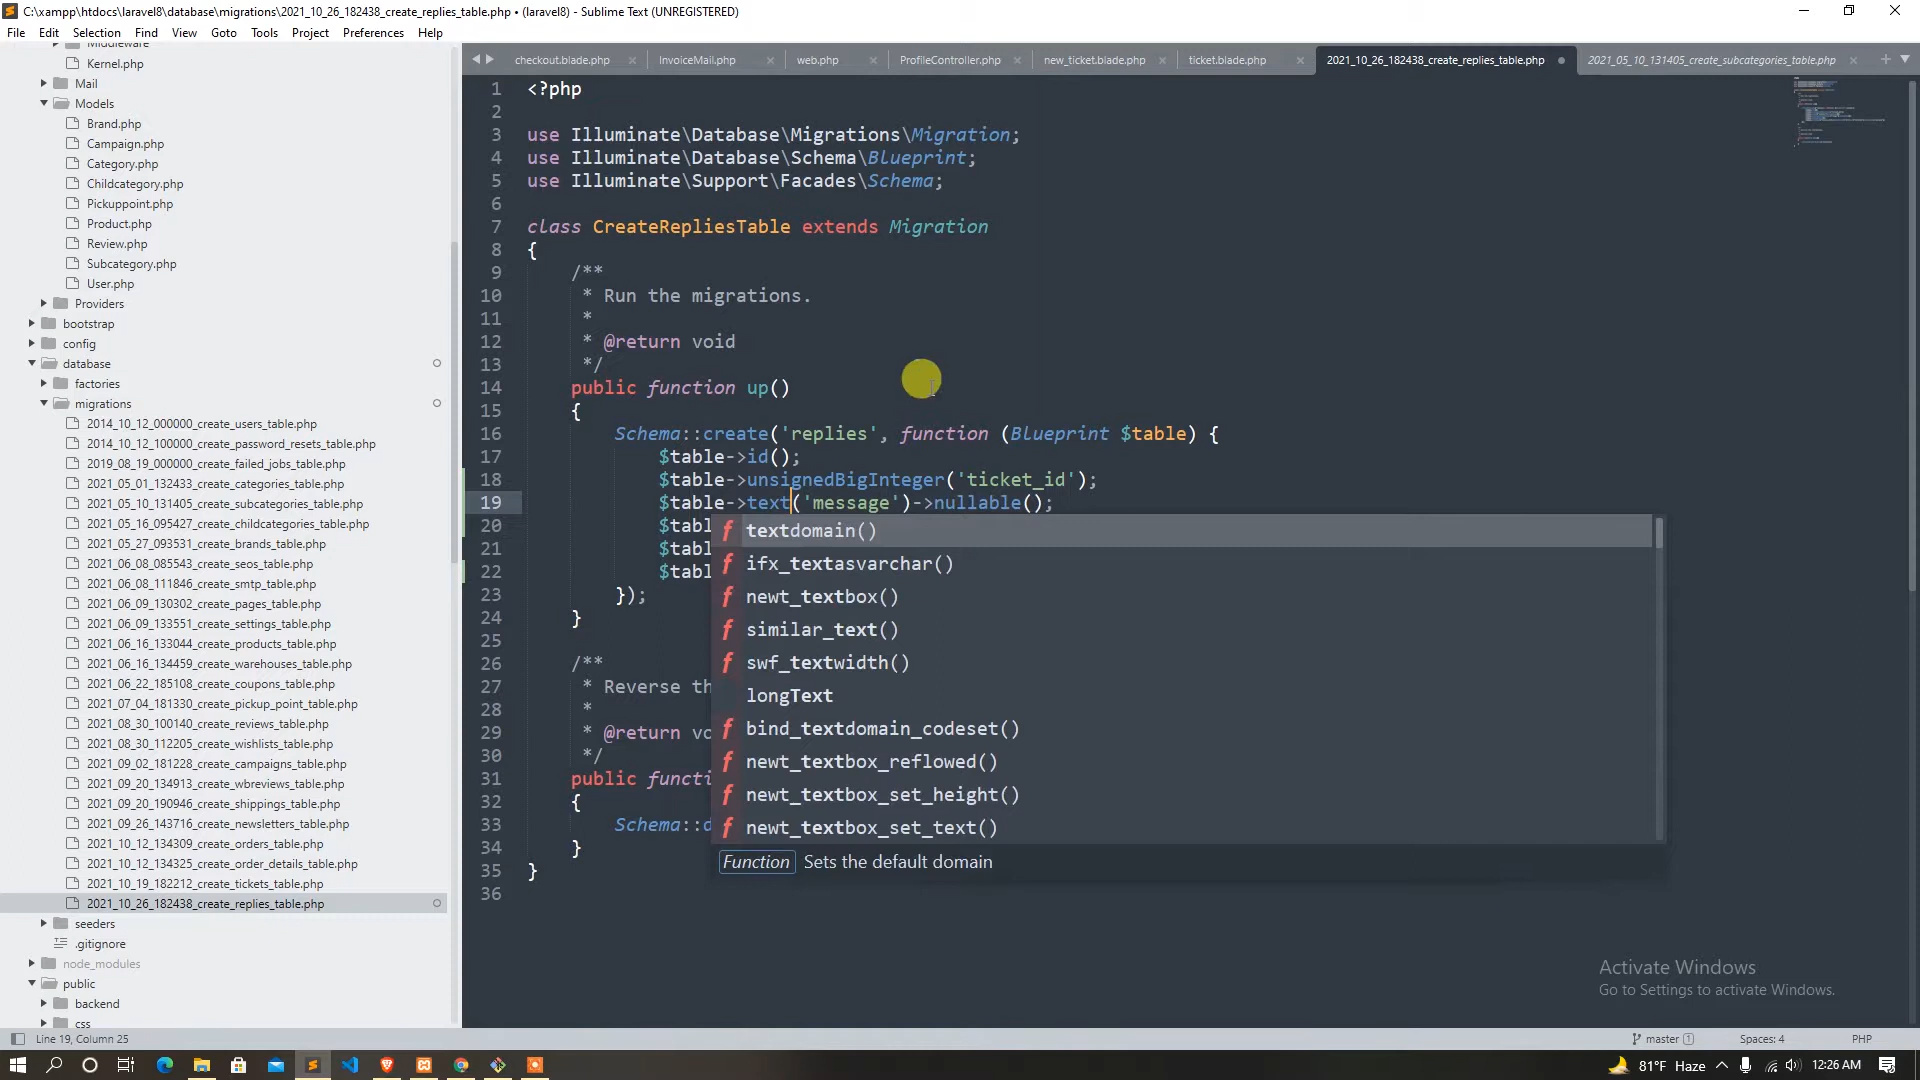 C:\xampp\htdocs\laravel8\database\migrations\2021_10_26_182438_create_replies_table.php • (laravel8) - Sublime Text (UNREGISTERED)
File Edit Selection Find View Goto Tools Project Preferences Help
checkout.blade.php InvoiceMail.php web.php ProfileController.php new_ticket.blade.php ticket.blade.php 2021_10_26_182438_create_replies_table.php 2021_05_10_131405_create_subcategories_table.php
Middleware
Kernel.php
Mail
Models
Brand.php
Campaign.php
Category.php
Childcategory.php
Pickuppoint.php
Product.php
Review.php
Subcategory.php
User.php
Providers
bootstrap
config
database
factories
migrations
2014_10_12_000000_create_users_table.php
2014_10_12_100000_create_password_resets_table.php
2019_08_19_000000_create_failed_jobs_table.php
2021_05_01_132433_create_categories_table.php
2021_05_10_131405_create_subcategories_table.php
2021_05_16_095427_create_childcategories_table.php
2021_05_27_093531_create_brands_table.php
2021_06_08_085543_create_seos_table.php
2021_06_08_111846_create_smtp_table.php
2021_06_09_130302_create_pages_table.php
2021_06_09_133551_create_settings_table.php
2021_06_16_133044_create_products_table.php
2021_06_16_134459_create_warehouses_table.php
2021_06_22_185108_create_coupons_table.php
2021_07_04_181330_create_pickup_point_table.php
2021_08_30_100140_create_reviews_table.php
2021_08_30_112205_create_wishlists_table.php
2021_09_02_181228_create_campaigns_table.php
2021_09_20_134913_create_wbreviews_table.php
2021_09_20_190946_create_shippings_table.php
2021_09_26_143716_create_newsletters_table.php
2021_10_12_134309_create_orders_table.php
2021_10_12_134325_create_order_details_table.php
2021_10_19_182212_create_tickets_table.php
2021_10_26_182438_create_replies_table.php
seeders
.gitignore
node_modules
public
backend
css
1 <?php
2
3 use Illuminate\Database\Migrations\Migration;
4 use Illuminate\Database\Schema\Blueprint;
5 use Illuminate\Support\Facades\Schema;
6
7 class CreateRepliesTable extends Migration
8 {
9 /**
10 * Run the migrations.
11 *
12 * @return void
13 */
14 public function up()
15 {
16 Schema::create('replies', function (Blueprint $table) {
17 $table->id();
18 $table->unsignedBigInteger('ticket_id');
19 $table->text('message')->nullable();
20 $tabl
21 $tabl
22 $tabl
23 });
24 }
25
26 /**
27 * Reverse th
28 *
29 * @return vo
30 */
31 public functi
32 {
33 Schema::d
34 }
35 }
36
textdomain()
ifx_textasvarchar()
newt_textbox()
similar_text()
swf_textwidth()
longText
bind_textdomain_codeset()
newt_textbox_reflowed()
newt_textbox_set_height()
newt_textbox_set_text()
Function Sets the default domain
Activate Windows
Go to Settings to activate Windows.
Line 19, Column 25 master 1 Spaces: 4 PHP
81°F Haze 12:26 AM